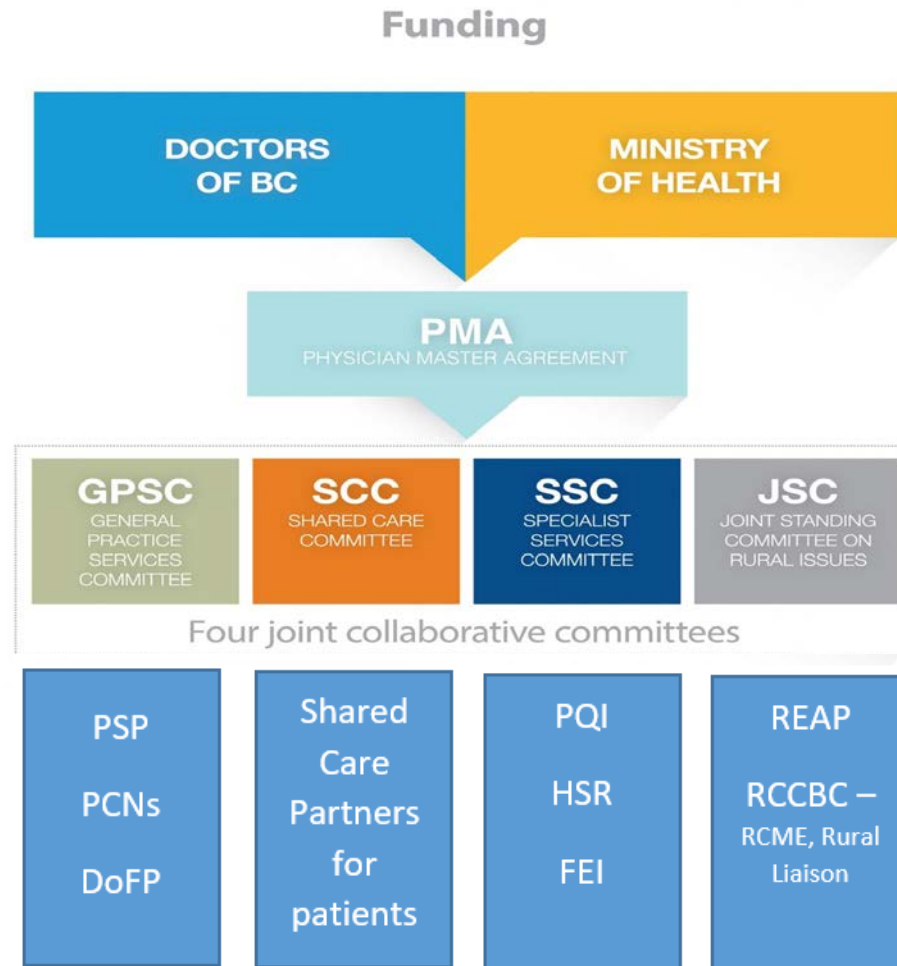 Funding
DOCTORS
OF BC
MINISTRY
OF HEALTH
PMA
PHYSICIAN MASTER AGREEMENT
GPSC
GENERAL
PRACTICE
SERVICES
COMMITTEE
SCC
SHARED CARE
COMMITTEE
SSC
SPECIALIST
SERVICES
COMMITTEE
JSC
JOINT STANDING
COMMITTEE ON
RURAL ISSUES
Four joint collaborative committees
PSP
PCNs
DoFP
Shared
Care
Partners
for
patients
PQI
HSR
FEI
REAP
RCCBC –
RCME, Rural
Liaison